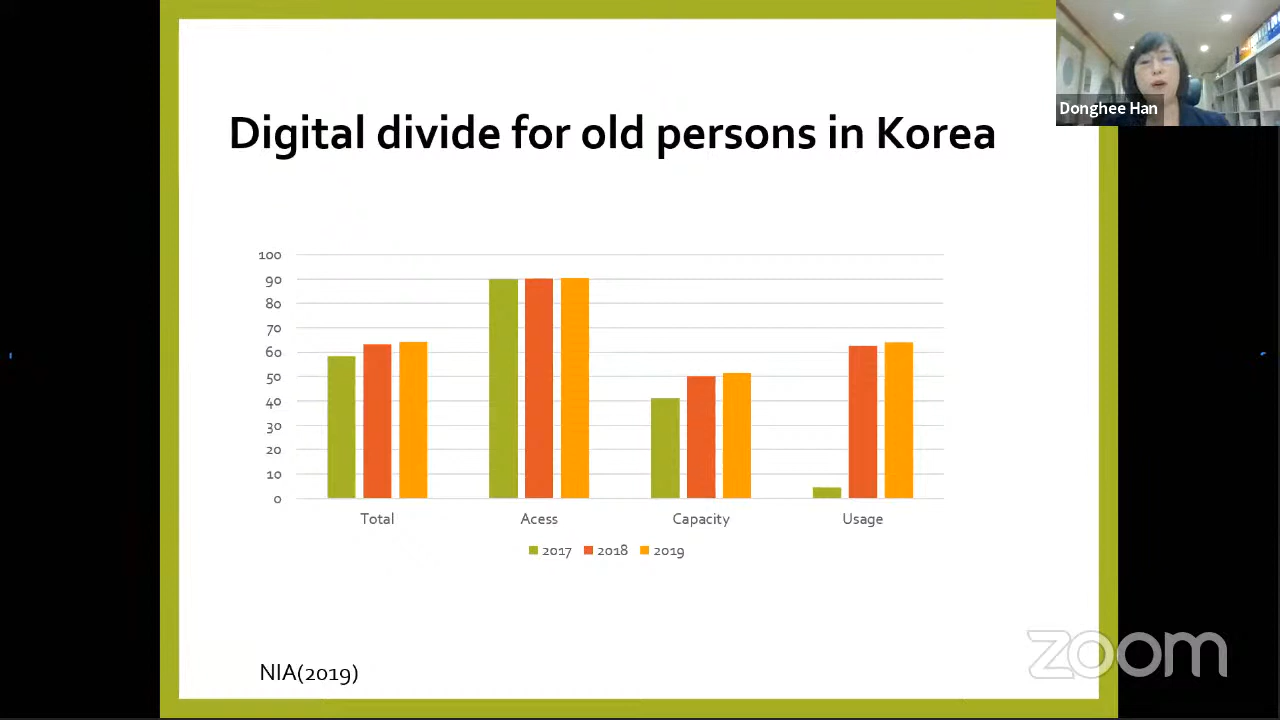 Donghee Han
Digital divide for old persons in Korea
100
90
80
70
60
50
40
30
20
10
0
Total Acess Capacity Usage
2017 2018 2019
NIA(2019)
zoom